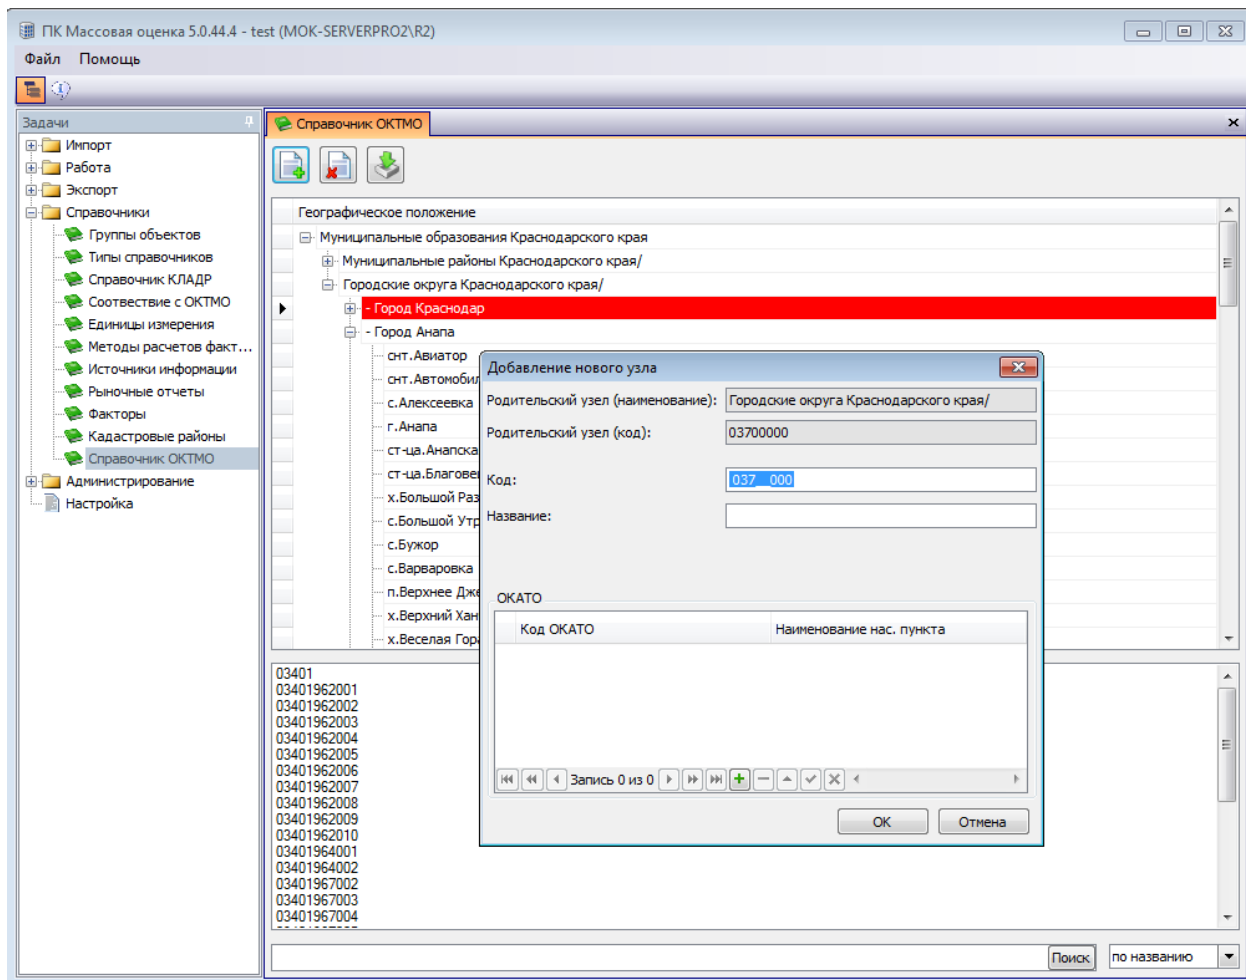 ПК Массовая оценка 5.0.44.4 - test (MOK-SERVERPRO2\R2)
Файл Помощь
Задачи
Импорт
Работа
Экспорт
Справочники
Группы объектов
Типы справочников
Справочник КЛАДР
Соотвествие с ОКТМО
Единицы измерения
Методы расчетов факт...
Источники информации
Рыночные отчеты
Факторы
Кадастровые районы
Справочник ОКТМО
Администрирование
Настройка
Справочник ОКТМО
Географическое положение
Муниципальные образования Краснодарского края
Муниципальные районы Краснодарского края/
Городские округа Краснодарского края/
- Город Краснодар
- Город Анапа
снт.Авиатор
снт.Автомобил
с.Алексеевка
г.Анапа
ст-ца.Анапска
ст-ца.Благове
х.Большой Раз
с.Большой Утр
с.Бужор
с.Варваровка
п.Верхнее Дже
х.Верхний Хан
х.Веселая Гор
Добавление нового узла
Родительский узел (наименование): Городские округа Краснодарского края/
Родительский узел (код): 03700000
Код: 037__000
Название:
ОКАТО
Код ОКАТО Наименование нас. пункта
Запись 0 из 0
ОК Отмена
03401
03401962001
03401962002
03401962003
03401962004
03401962005
03401962006
03401962007
03401962008
03401962009
03401962010
03401964001
03401964002
03401967002
03401967003
03401967004
Поиск по названию